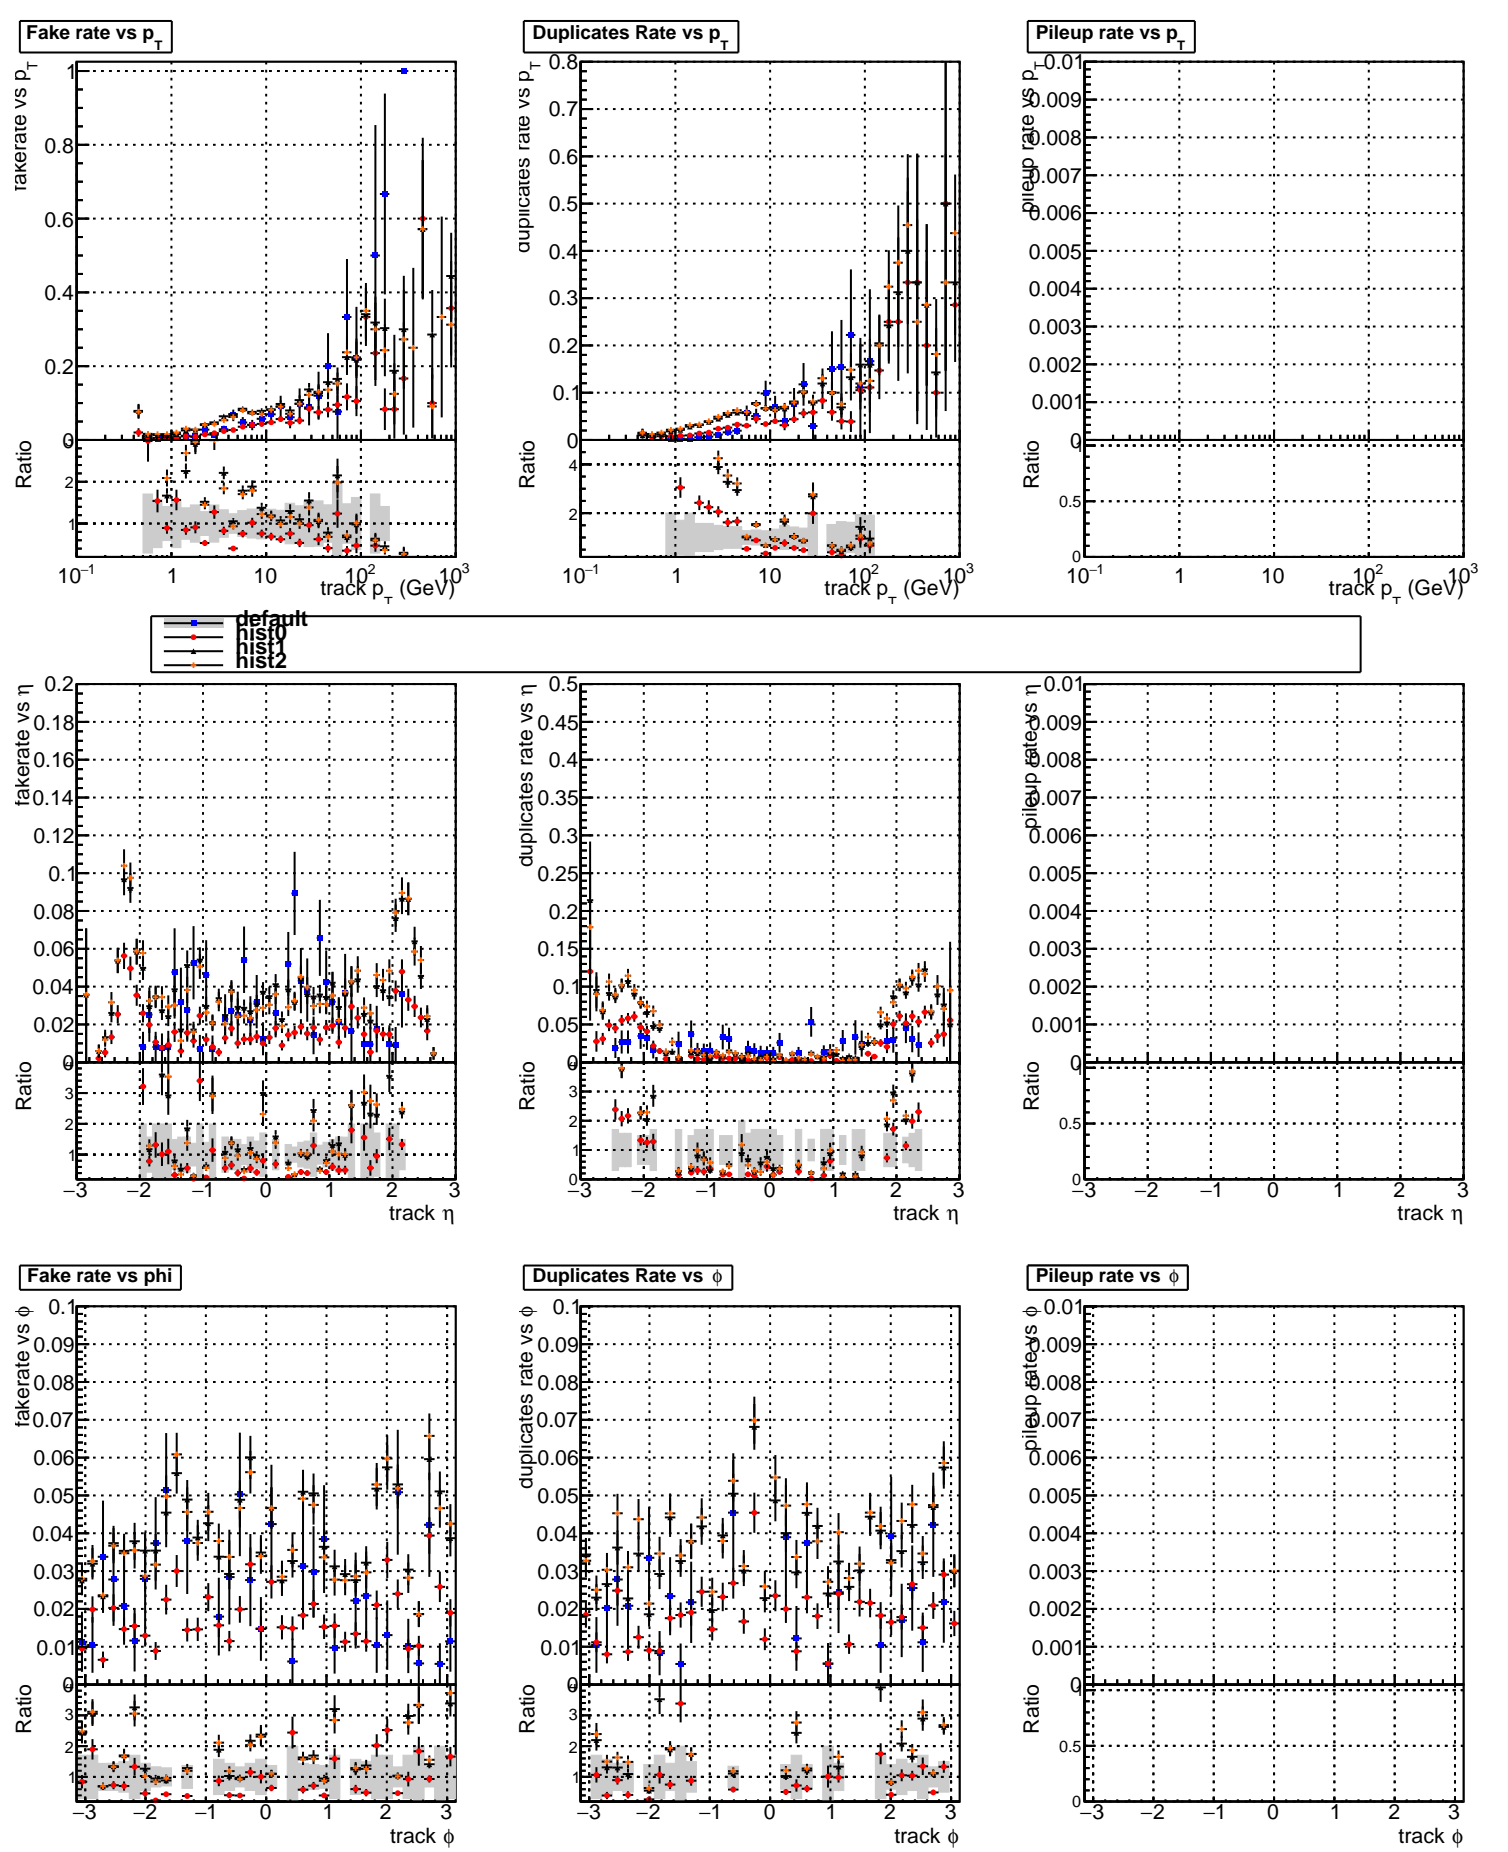 Fake rate vs p_T
Duplicates Rate vs p_T
Pileup rate vs p_T
fakerate vs p_T
1
0.8
0.6
0.4
0.2
0
Ratio
2
1
10⁻¹ 1 10 10² 10³
track p_T (GeV)
duplicates rate vs p_T
0.8
0.7
0.6
0.5
0.4
0.3
0.2
0.1
0
Ratio
4
2
10⁻¹ 1 10 10² 10³
track p_T (GeV)
pileup rate vs p_T
0.01
0.009
0.008
0.007
0.006
0.005
0.004
0.003
0.002
0.001
0
Ratio
1
0.5
0
10⁻¹ 1 10 10² 10³
track p_T (GeV)
default
hist0
hist1
hist2
fakerate vs η
0.2
0.18
0.16
0.14
0.12
0.1
0.08
0.06
0.04
0.02
0
Ratio
3
2
1
−3 −2 −1 0 1 2 3
track η
duplicates rate vs η
0.5
0.45
0.4
0.35
0.3
0.25
0.2
0.15
0.1
0.05
0
Ratio
3
2
1
0
−3 −2 −1 0 1 2 3
track η
pileup rate vs η
0.01
0.009
0.008
0.007
0.006
0.005
0.004
0.003
0.002
0.001
0
Ratio
1
0.5
0
−3 −2 −1 0 1 2 3
track η
Fake rate vs phi
Duplicates Rate vs φ
Pileup rate vs φ
fakerate vs φ
0.1
0.09
0.08
0.07
0.06
0.05
0.04
0.03
0.02
0.01
0
Ratio
3
2
1
−3 −2 −1 0 1 2 3
track φ
duplicates rate vs φ
0.1
0.09
0.08
0.07
0.06
0.05
0.04
0.03
0.02
0.01
0
Ratio
3
2
1
−3 −2 −1 0 1 2 3
track φ
pileup rate vs φ
0.01
0.009
0.008
0.007
0.006
0.005
0.004
0.003
0.002
0.001
0
Ratio
1
0.5
0
−3 −2 −1 0 1 2 3
track φ